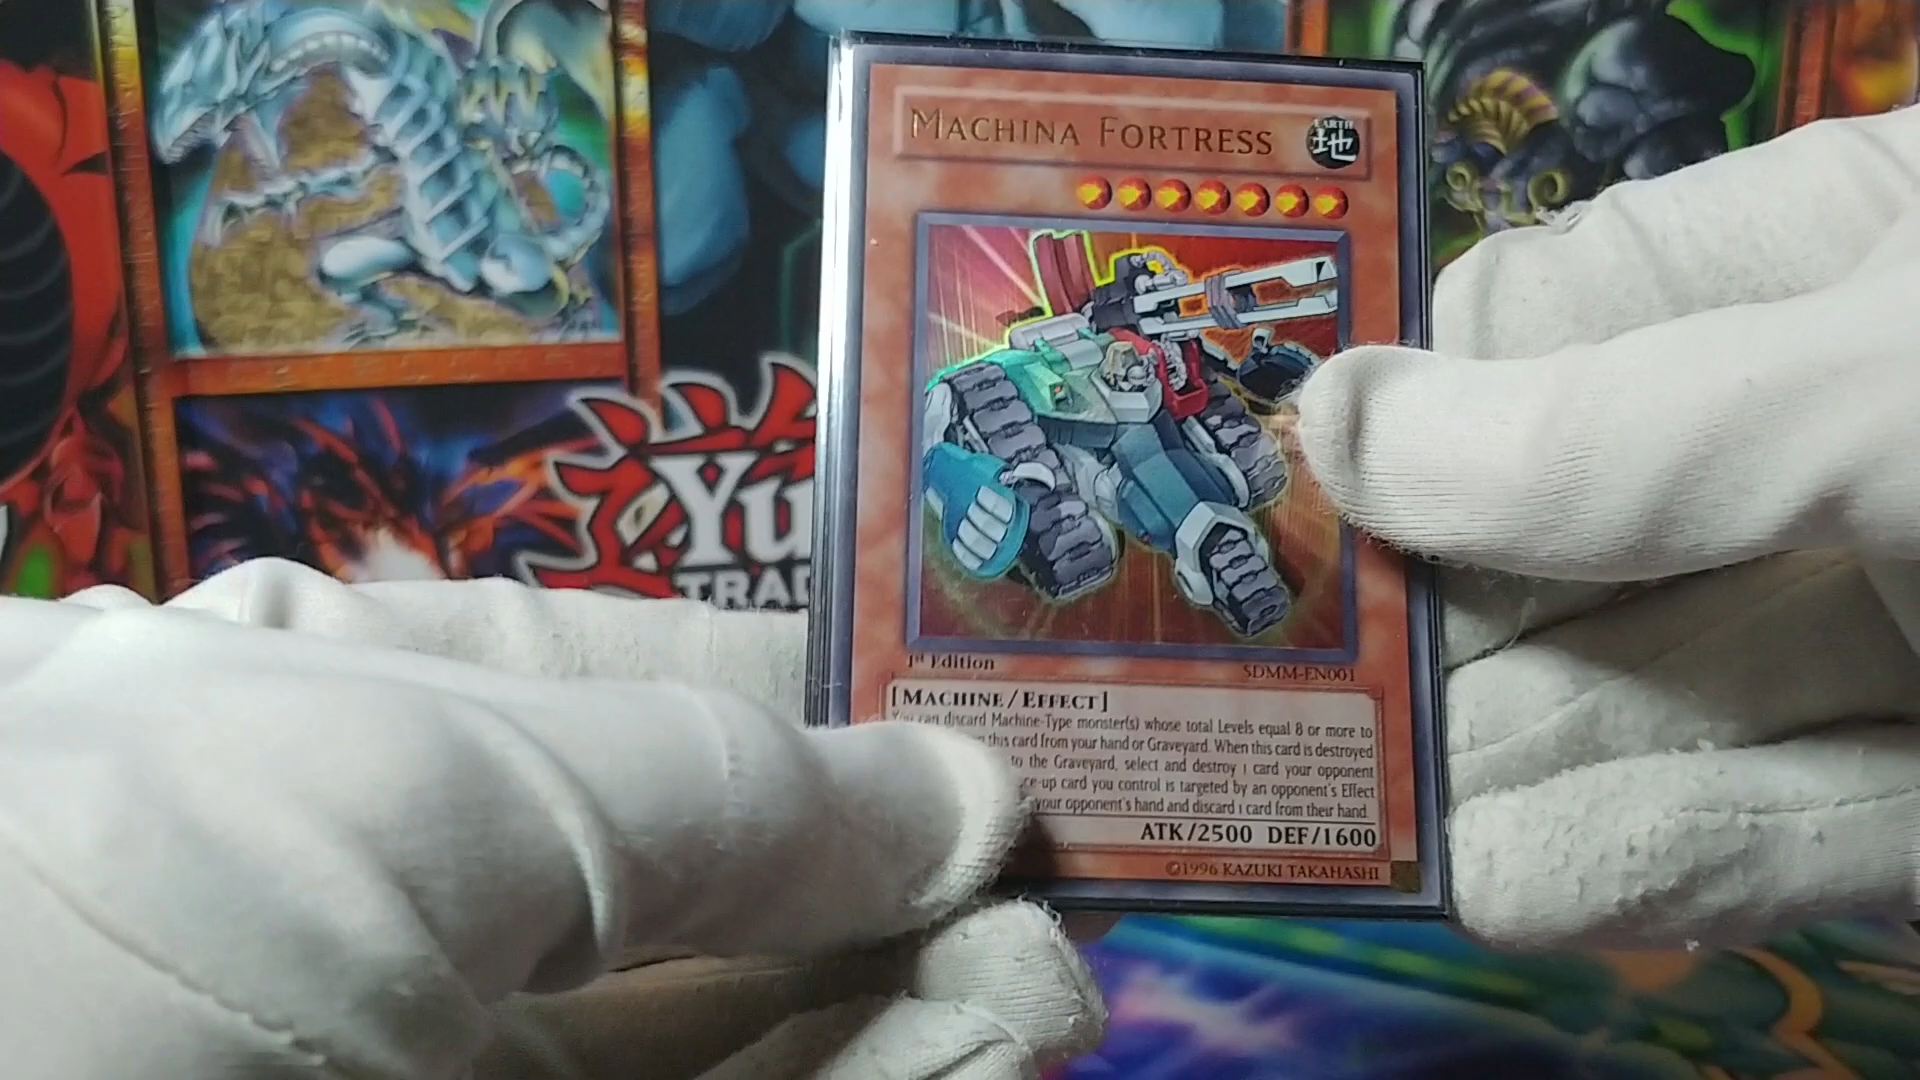 MACHINA FORTRESS
EARTH
地
Yu
TRAD
1st Edition
SDMM-EN001
[MACHINE/EFFECT]
You can discard Machine-Type monster(s) whose total Levels equal 8 or more to
this card from your hand or Graveyard. When this card is destroyed
to the Graveyard, select and destroy 1 card your opponent
ce-up card you control is targeted by an opponent's Effect
your opponent's hand and discard 1 card from their hand.
ATK/2500 DEF/1600
©1996 KAZUKI TAKAHASHI